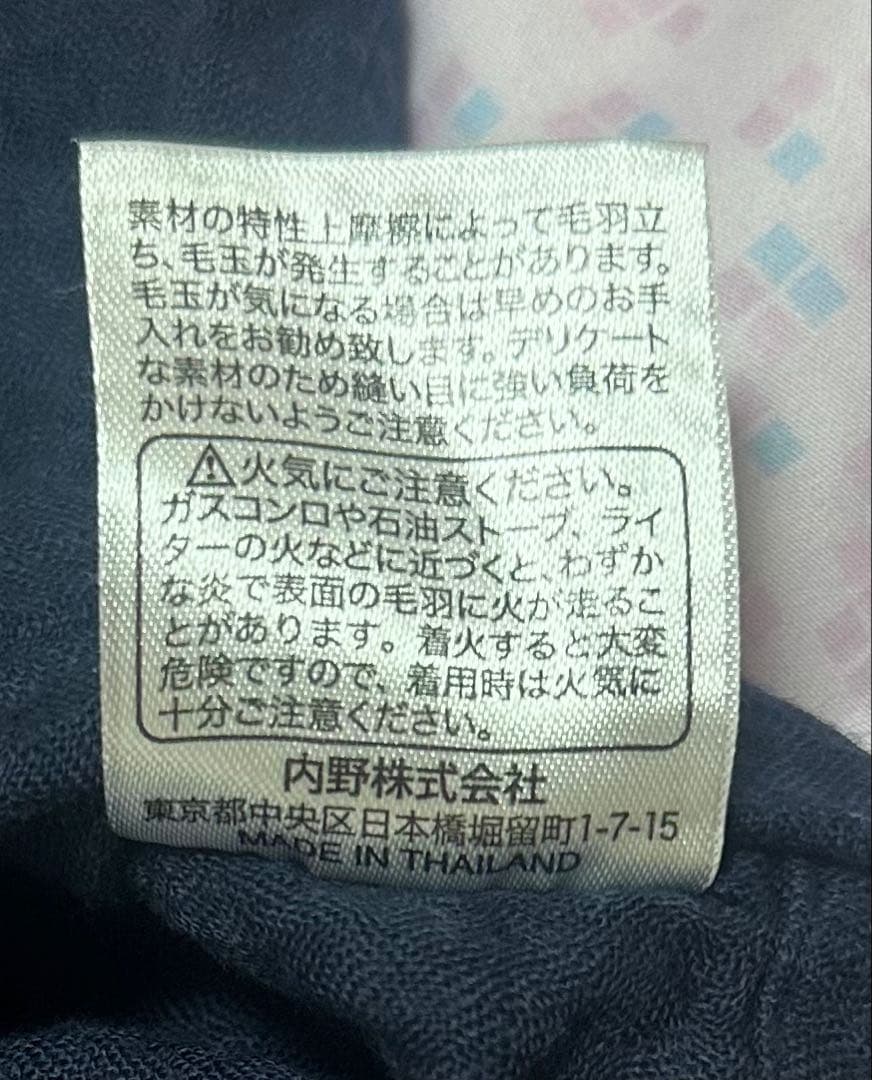 素材の特性上摩擦によって毛羽立
ち、毛玉が発生することがあります。
毛玉が気になる場合は早めのお手
入れをお勧め致します。デリケート
な素材のため縫い目に強い負荷を
かけないようご注意ください。
⚠火気にご注意ください。
ガスコンロや石油ストーブ、ライ
ターの火などに近づくと、わずか
な炎で表面の毛羽に火が走るこ
とがあります。着火すると大変
危険ですので、着用時は火気に
十分ご注意ください。
内野株式会社
東京都中央区日本橋堀留町1-7-15
MADE IN THAILAND